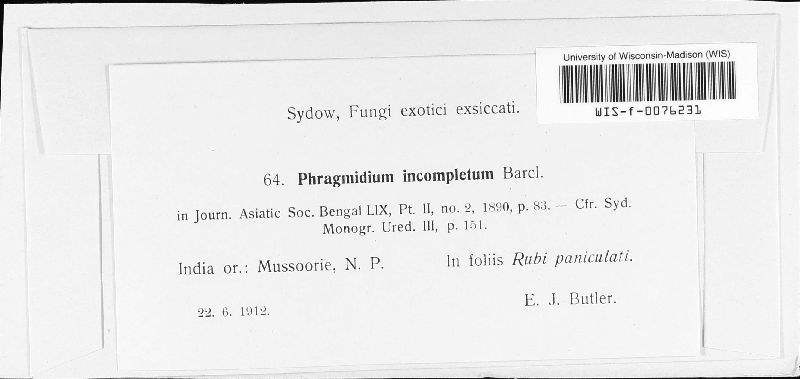 University of Wisconsin-Madison (WIS)
WIS-f-0076231
Sydow, Fungi exotici exsiccati.
64. Phragmidium incompletum Barcl.
in Journ. Asiatic Soc. Bengal LIX, Pt. II, no. 2, 1890, p. 83. — Cfr. Syd.
Monogr. Ured. III, p. 151.
India or.: Mussoorie, N. P. In foliis Rubi paniculati.
22. 6. 1912. E. J. Butler.